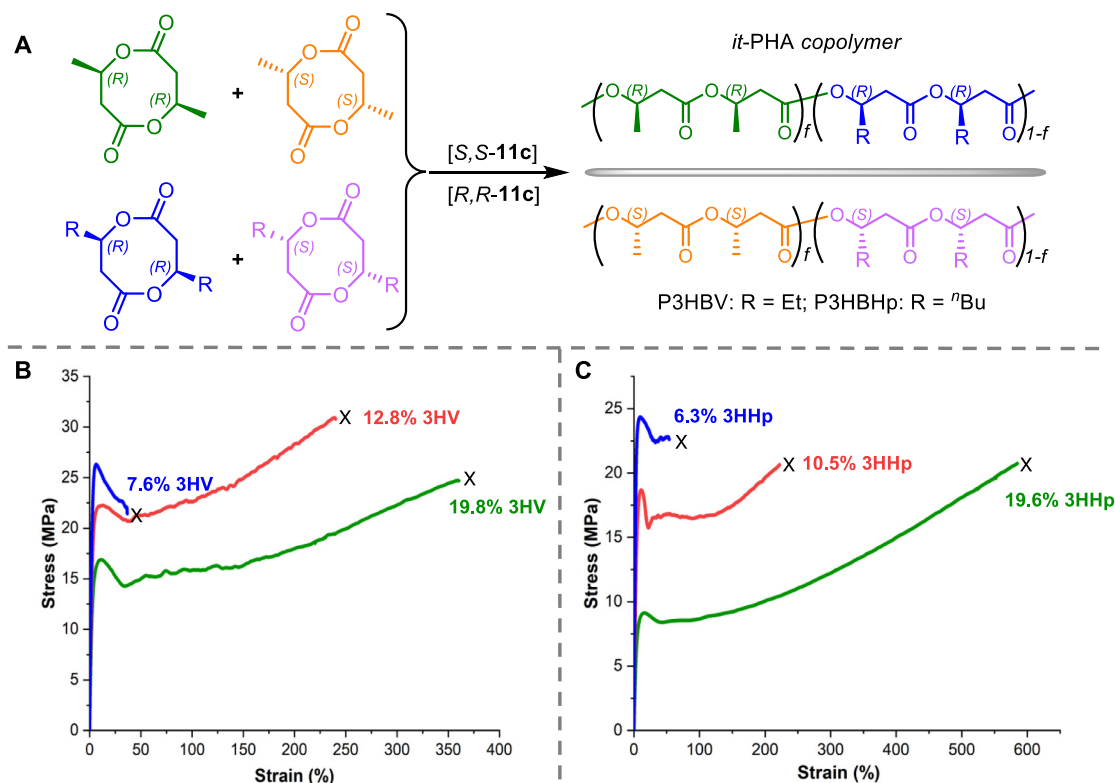 A
it-PHA copolymer
O
O
(R)
(R)
O
O
+
O
O
(S)
(S)
O
O
[S,S-11c]
[R,R-11c]
O
(R)
O
O
(R)
O
f
O
(R)
R
O
O
(R)
R
O
1-f
O
O
R
(R)
(R)
R
O
O
+
O
O
R
(S)
(S)
R
O
O
O
(S)
O
O
(S)
O
f
O
(S)
R
O
O
(S)
R
O
1-f
P3HBV: R = Et; P3HBHp: R = nBu
B
Stress (MPa)
35
30
25
20
15
10
5
0
7.6% 3HV
X
12.8% 3HV
X
19.8% 3HV
X
0 50 100 150 200 250 300 350 400
Strain (%)
C
Stress (MPa)
25
20
15
10
5
0
6.3% 3HHp
X
10.5% 3HHp
X
19.6% 3HHp
X
0 100 200 300 400 500 600
Strain (%)